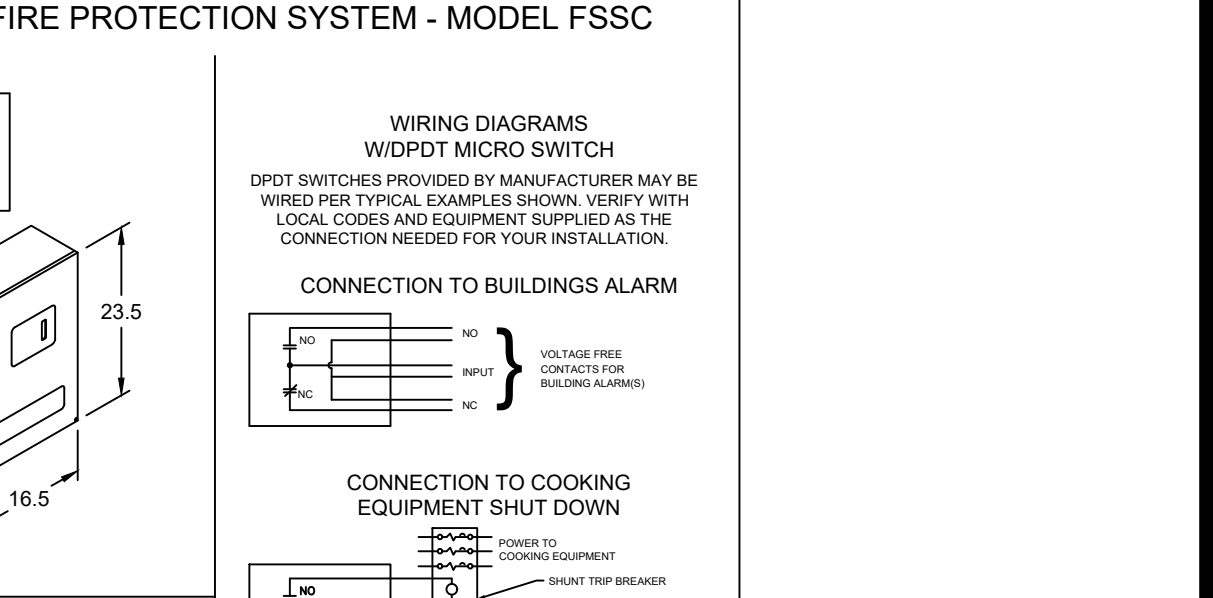 FIRE PROTECTION SYSTEM - MODEL FSSC
23.5
16.5
WIRING DIAGRAMS
W/DPDT MICRO SWITCH
DPDT SWITCHES PROVIDED BY MANUFACTURER MAY BE
WIRED PER TYPICAL EXAMPLES SHOWN. VERIFY WITH
LOCAL CODES AND EQUIPMENT SUPPLIED AS THE
CONNECTION NEEDED FOR YOUR INSTALLATION.
CONNECTION TO BUILDINGS ALARM
NO
NC
NO
INPUT
NC
VOLTAGE FREE
CONTACTS FOR
BUILDING ALARM(S)
CONNECTION TO COOKING
EQUIPMENT SHUT DOWN
POWER TO
COOKING EQUIPMENT
SHUNT TRIP BREAKER
NO